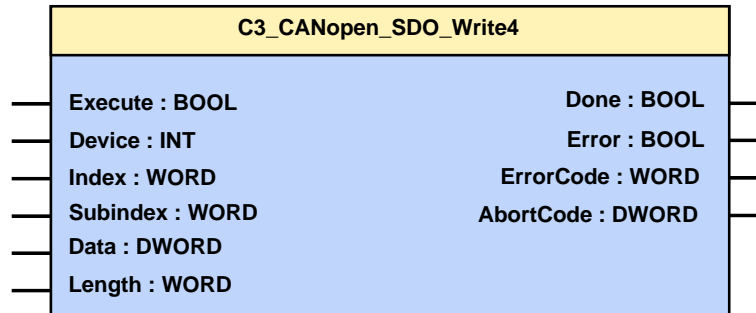 C3_CANopen_SDO_Write4
Execute : BOOL
Done : BOOL
Device : INT
Error : BOOL
Index : WORD
ErrorCode : WORD
Subindex : WORD
AbortCode : DWORD
Data : DWORD
Length : WORD